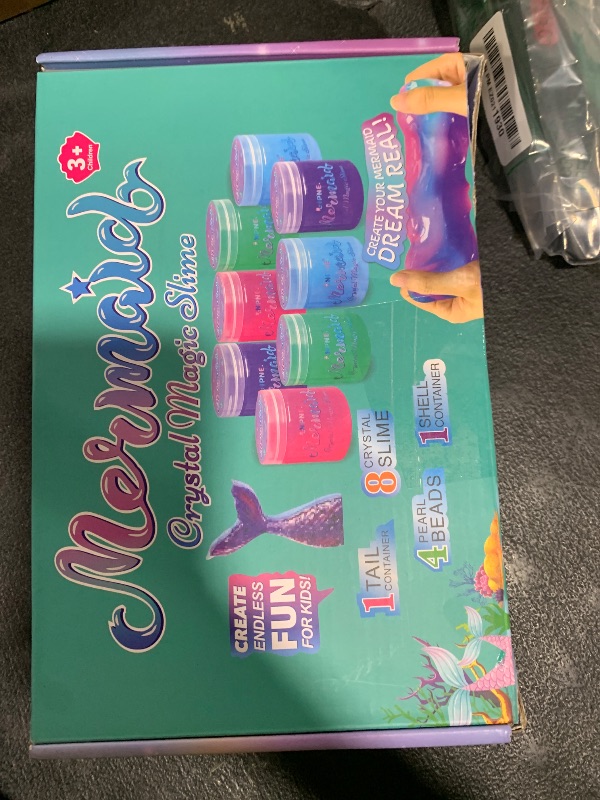 3+
Children
Mermaid
Crystal Magic Slime
CREATE YOUR MERMAID
DREAM REAL!
CREATE
ENDLESS
FUN
FOR KIDS!
1 TAIL
CONTAINER
8 CRYSTAL
SLIME
4 PEARL
BEADS
1 SHELL
CONTAINER